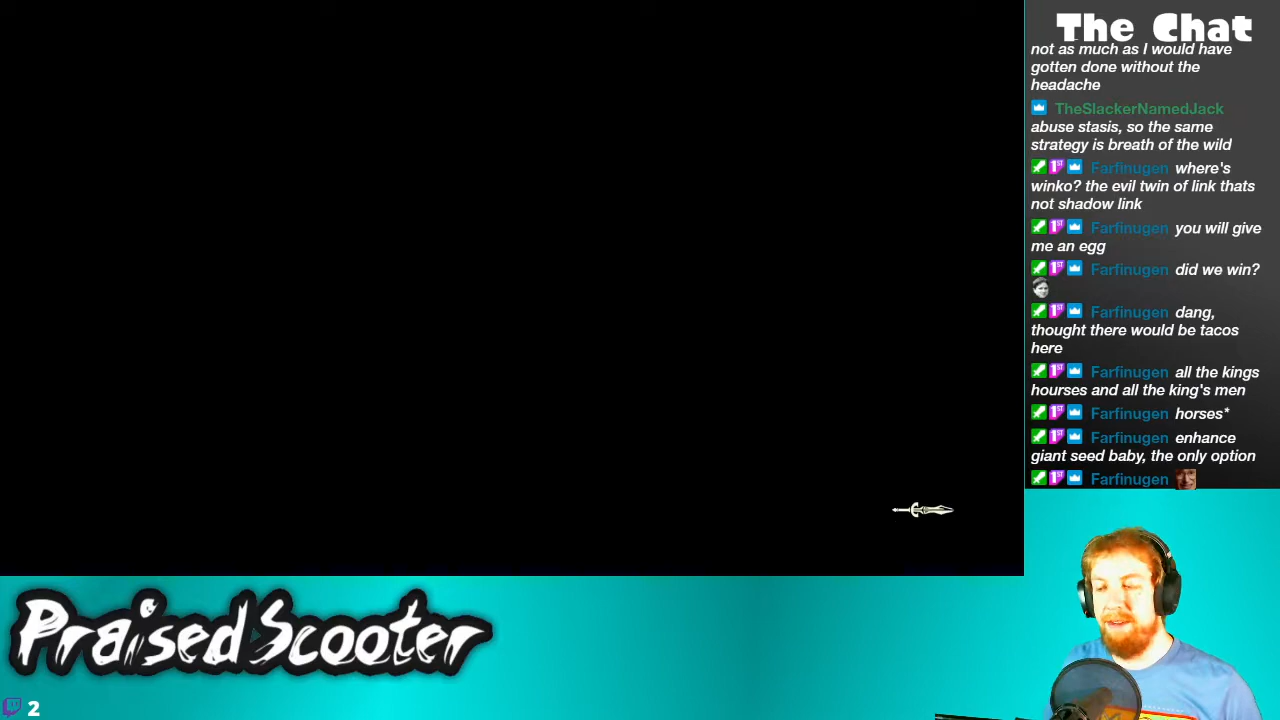 The Chat
not as much as I would have
gotten done without the
headache
TheSlackerNamedJack
abuse stasis, so the same
strategy is breath of the wild
Farfinugen where's
winko? the evil twin of link thats
not shadow link
Farfinugen you will give
me an egg
Farfinugen did we win?
Farfinugen dang,
thought there would be tacos
here
Farfinugen all the kings
hourses and all the king's men
Farfinugen horses*
Farfinugen enhance
giant seed baby, the only option
Farfinugen
PraisedScooter
2